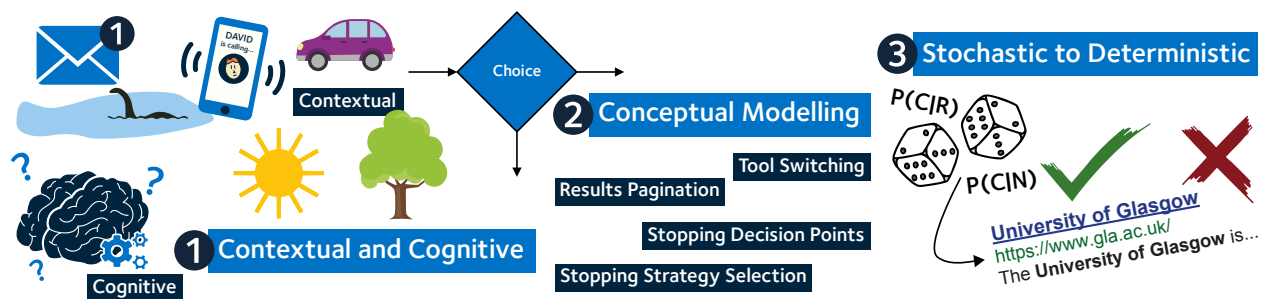 1
DAVID
is calling...
Contextual
Cognitive
1 Contextual and Cognitive
Choice
2 Conceptual Modelling
Tool Switching
Results Pagination
Stopping Decision Points
Stopping Strategy Selection
3 Stochastic to Deterministic
P(C|R)
P(C|N)
University of Glasgow
https://www.gla.ac.uk/
The University of Glasgow is...
? ? ?